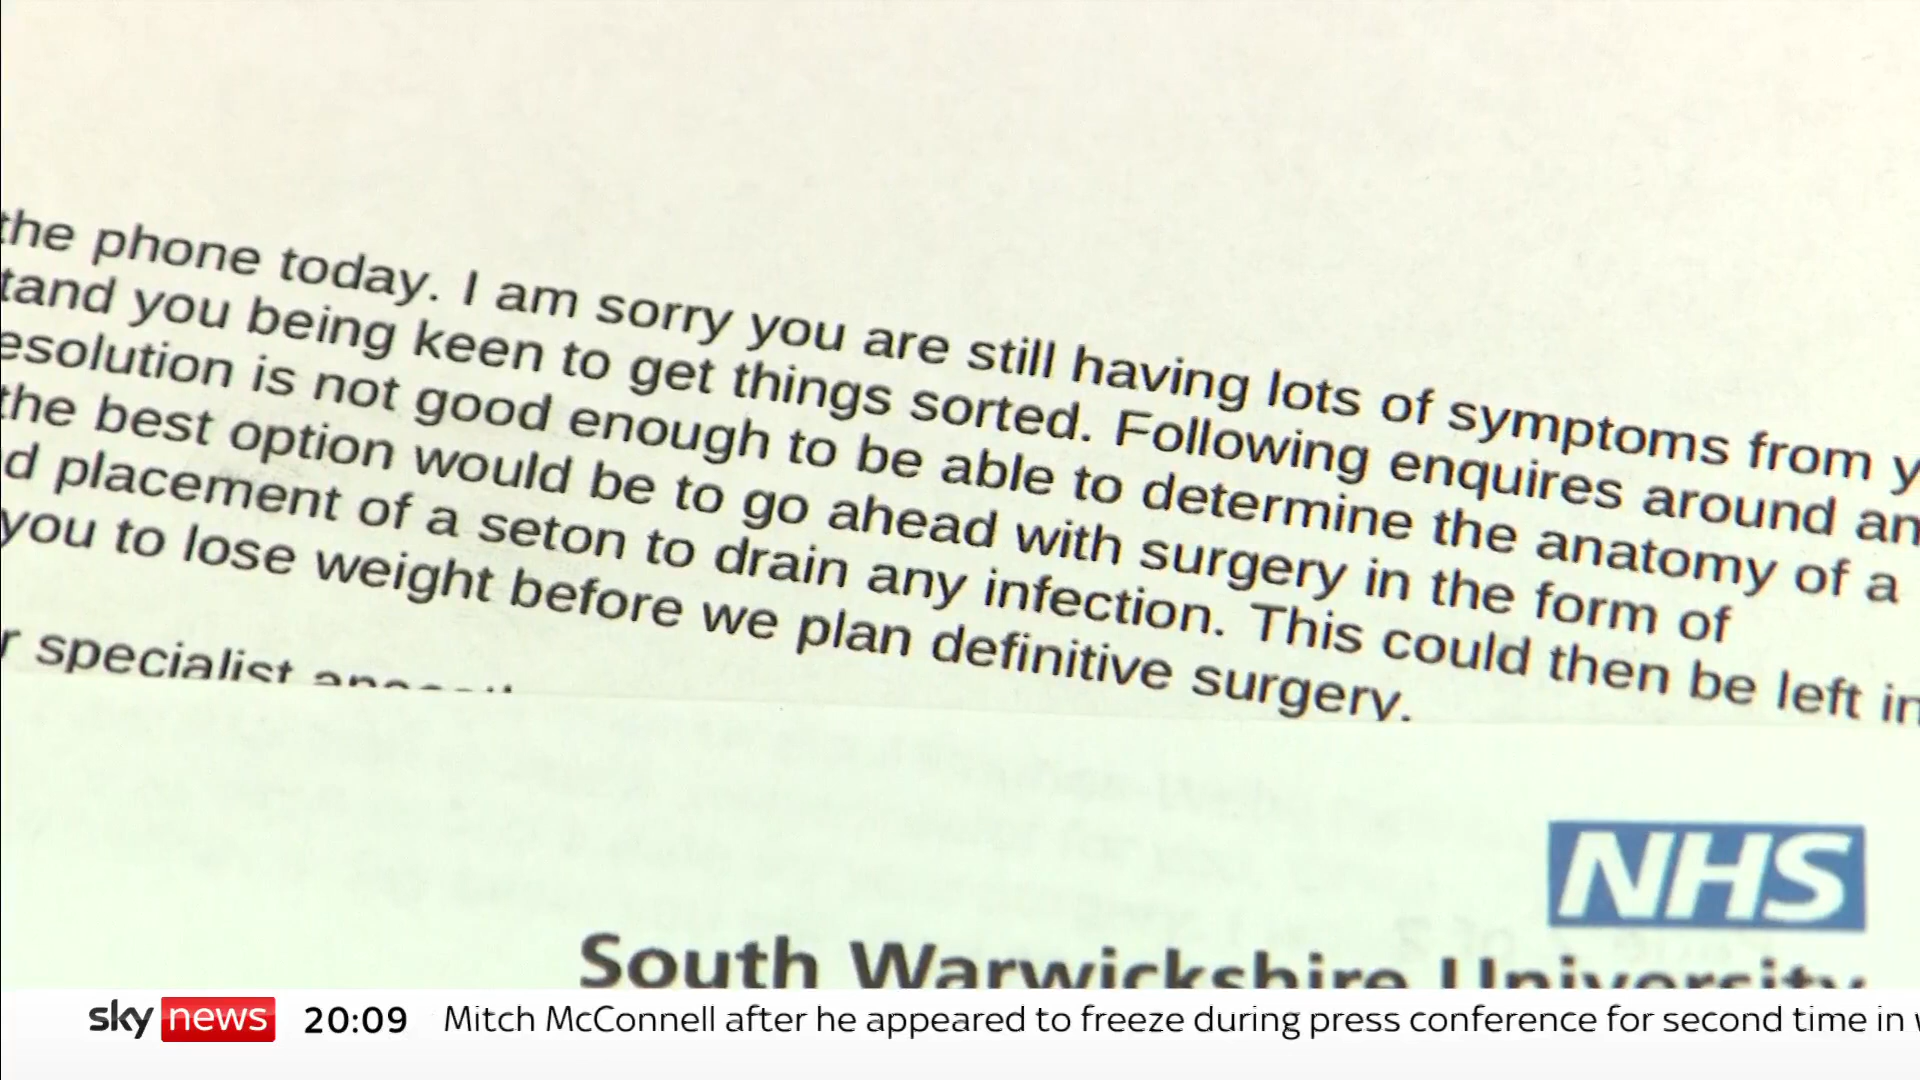 the phone today. I am sorry you are still having lots of symptoms from y
tand you being keen to get things sorted. Following enquires around an
esolution is not good enough to be able to determine the anatomy of a
the best option would be to go ahead with surgery in the form of
d placement of a seton to drain any infection. This could then be left in
you to lose weight before we plan definitive surgery.
r specialist
NHS
South Warwickshire University
sky news 20:09 Mitch McConnell after he appeared to freeze during press conference for second time in